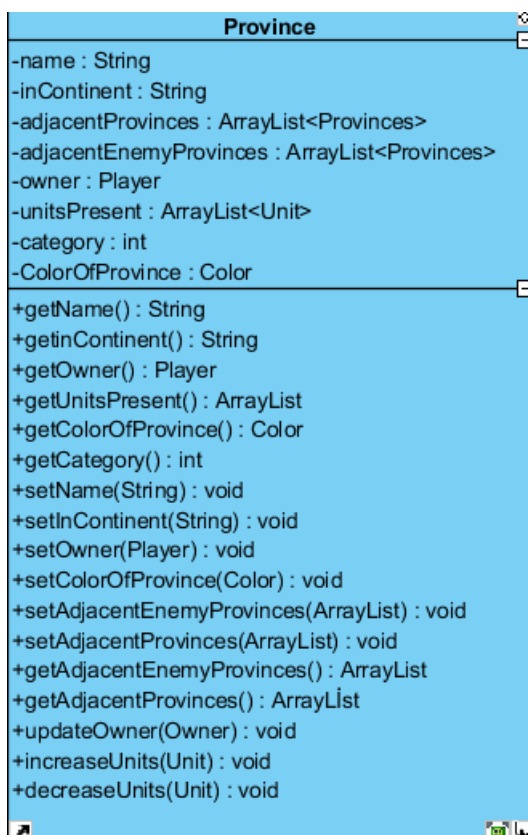 Province
-name : String
-inContinent : String
-adjacentProvinces : ArrayList<Provinces>
-adjacentEnemyProvinces : ArrayList<Provinces>
-owner : Player
-unitsPresent : ArrayList<Unit>
-category : int
-ColorOfProvince : Color
+getName() : String
+getinContinent() : String
+getOwner() : Player
+getUnitsPresent() : ArrayList
+getColorOfProvince() : Color
+getCategory() : int
+setName(String) : void
+setInContinent(String) : void
+setOwner(Player) : void
+setColorOfProvince(Color) : void
+setAdjacentEnemyProvinces(ArrayList) : void
+setAdjacentProvinces(ArrayList) : void
+getAdjacentEnemyProvinces() : ArrayList
+getAdjacentProvinces() : ArrayLİst
+updateOwner(Owner) : void
+increaseUnits(Unit) : void
+decreaseUnits(Unit) : void